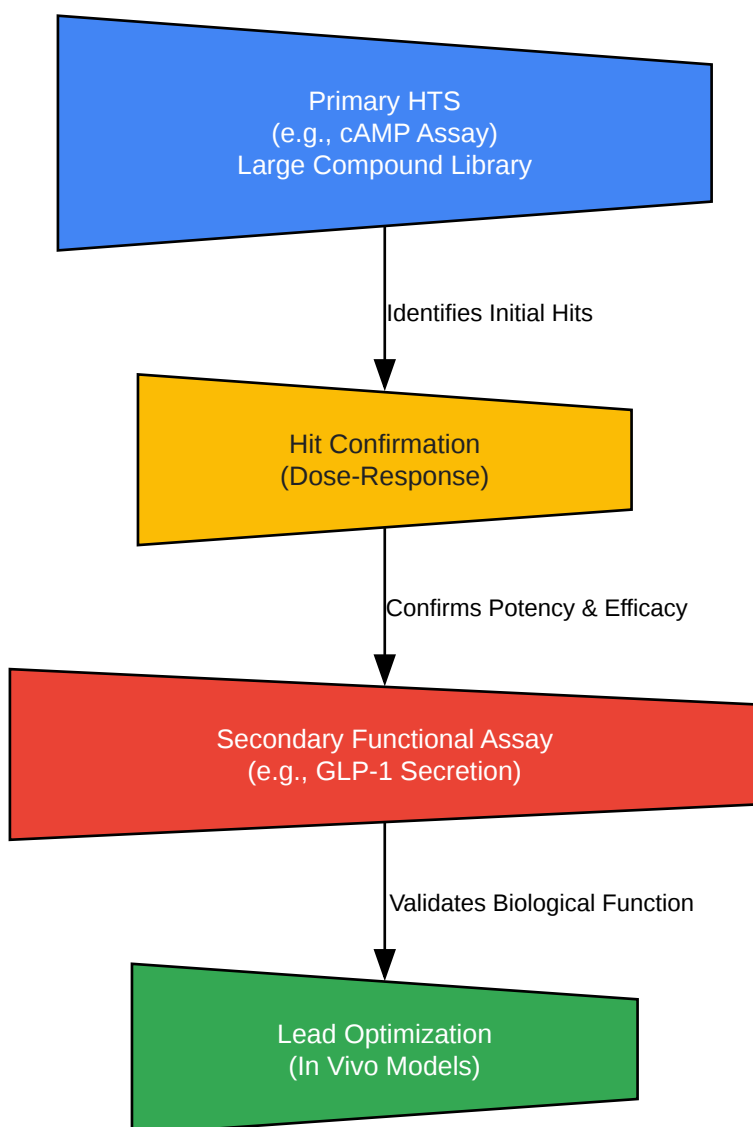 Primary HTS
(e.g., cAMP Assay)
Large Compound Library
Identifies Initial Hits
Hit Confirmation
(Dose-Response)
Confirms Potency & Efficacy
Secondary Functional Assay
(e.g., GLP-1 Secretion)
Validates Biological Function
Lead Optimization
(In Vivo Models)